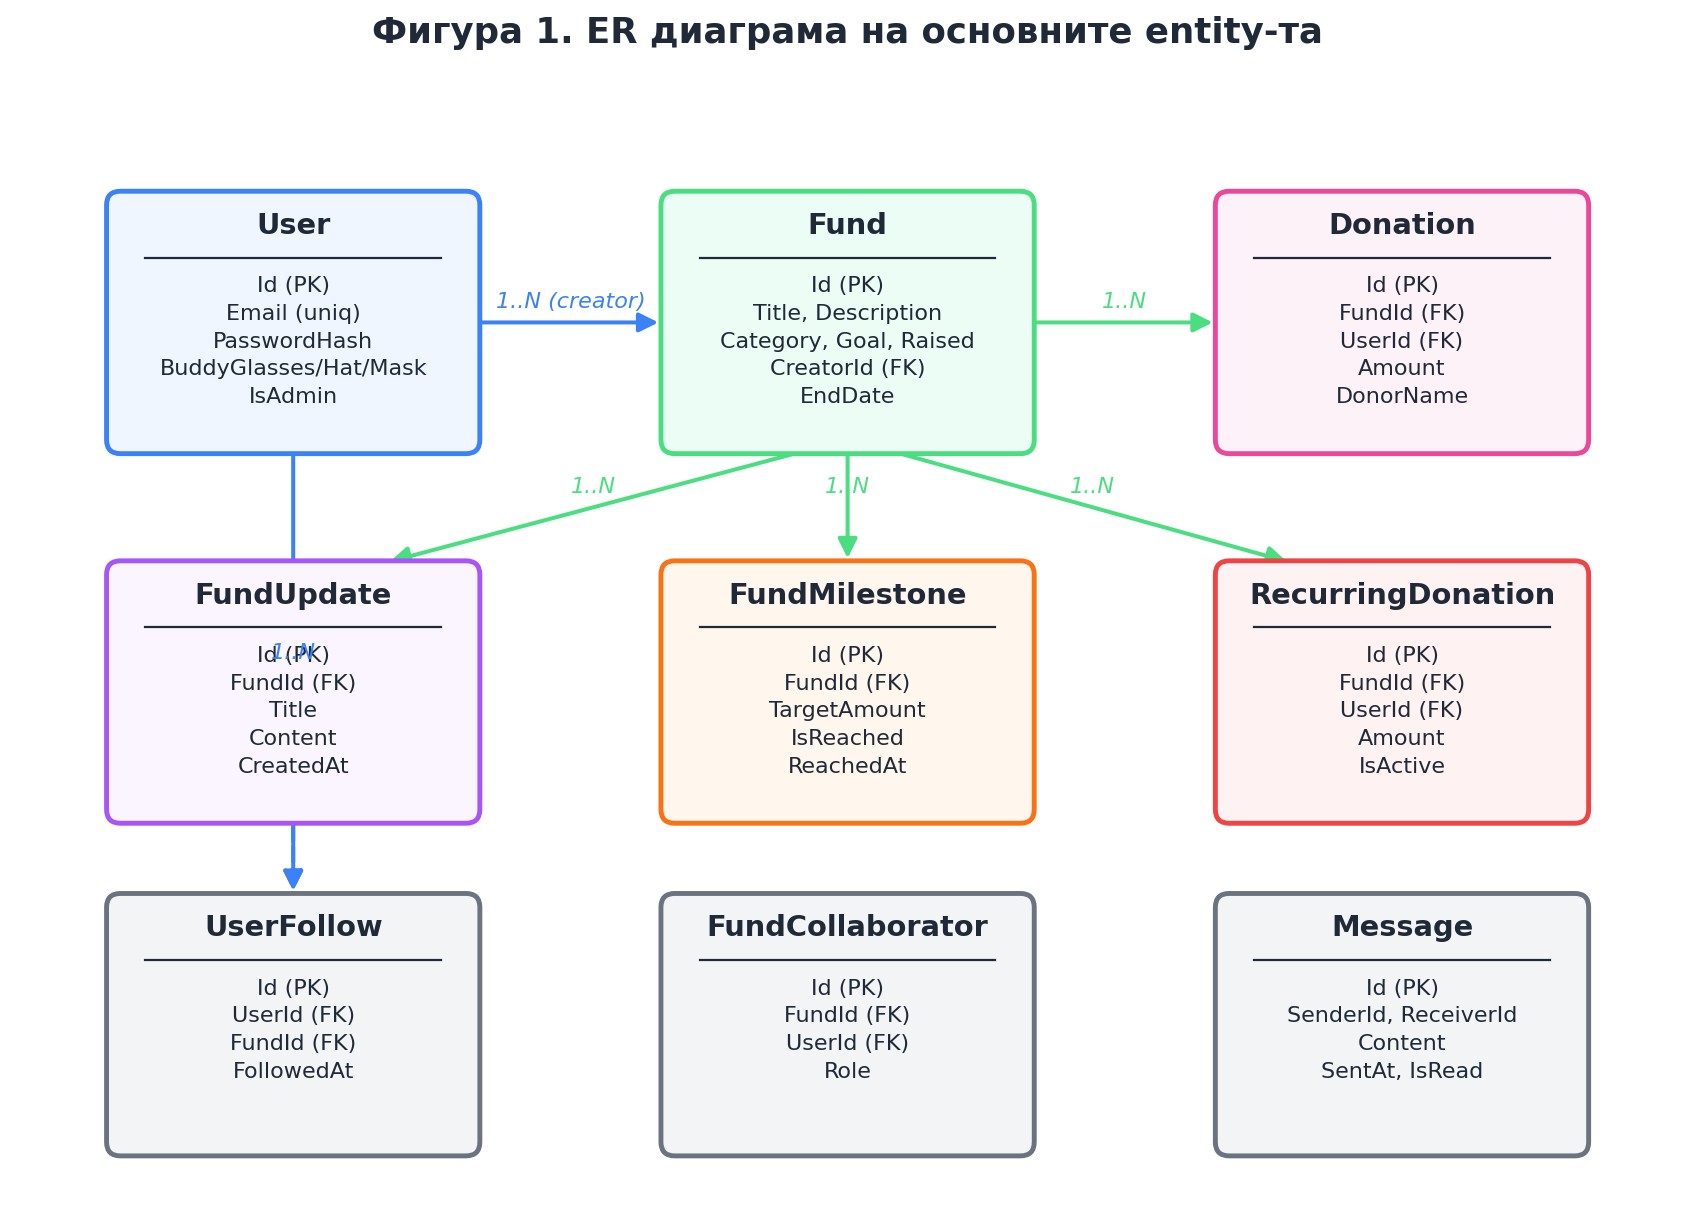 Фигура 1. ER диаграма на основните entity-та
User
Id (PK)
Email (uniq)
PasswordHash
BuddyGlasses/Hat/Mask
IsAdmin
1..N (creator)
Fund
Id (PK)
Title, Description
Category, Goal, Raised
CreatorId (FK)
EndDate
1..N
Donation
Id (PK)
FundId (FK)
UserId (FK)
Amount
DonorName
1..N
1..N
1..N
FundUpdate
1..N
Id (PK)
FundId (FK)
Title
Content
CreatedAt
FundMilestone
Id (PK)
FundId (FK)
TargetAmount
IsReached
ReachedAt
RecurringDonation
Id (PK)
FundId (FK)
UserId (FK)
Amount
IsActive
UserFollow
Id (PK)
UserId (FK)
FundId (FK)
FollowedAt
FundCollaborator
Id (PK)
FundId (FK)
UserId (FK)
Role
Message
Id (PK)
SenderId, ReceiverId
Content
SentAt, IsRead